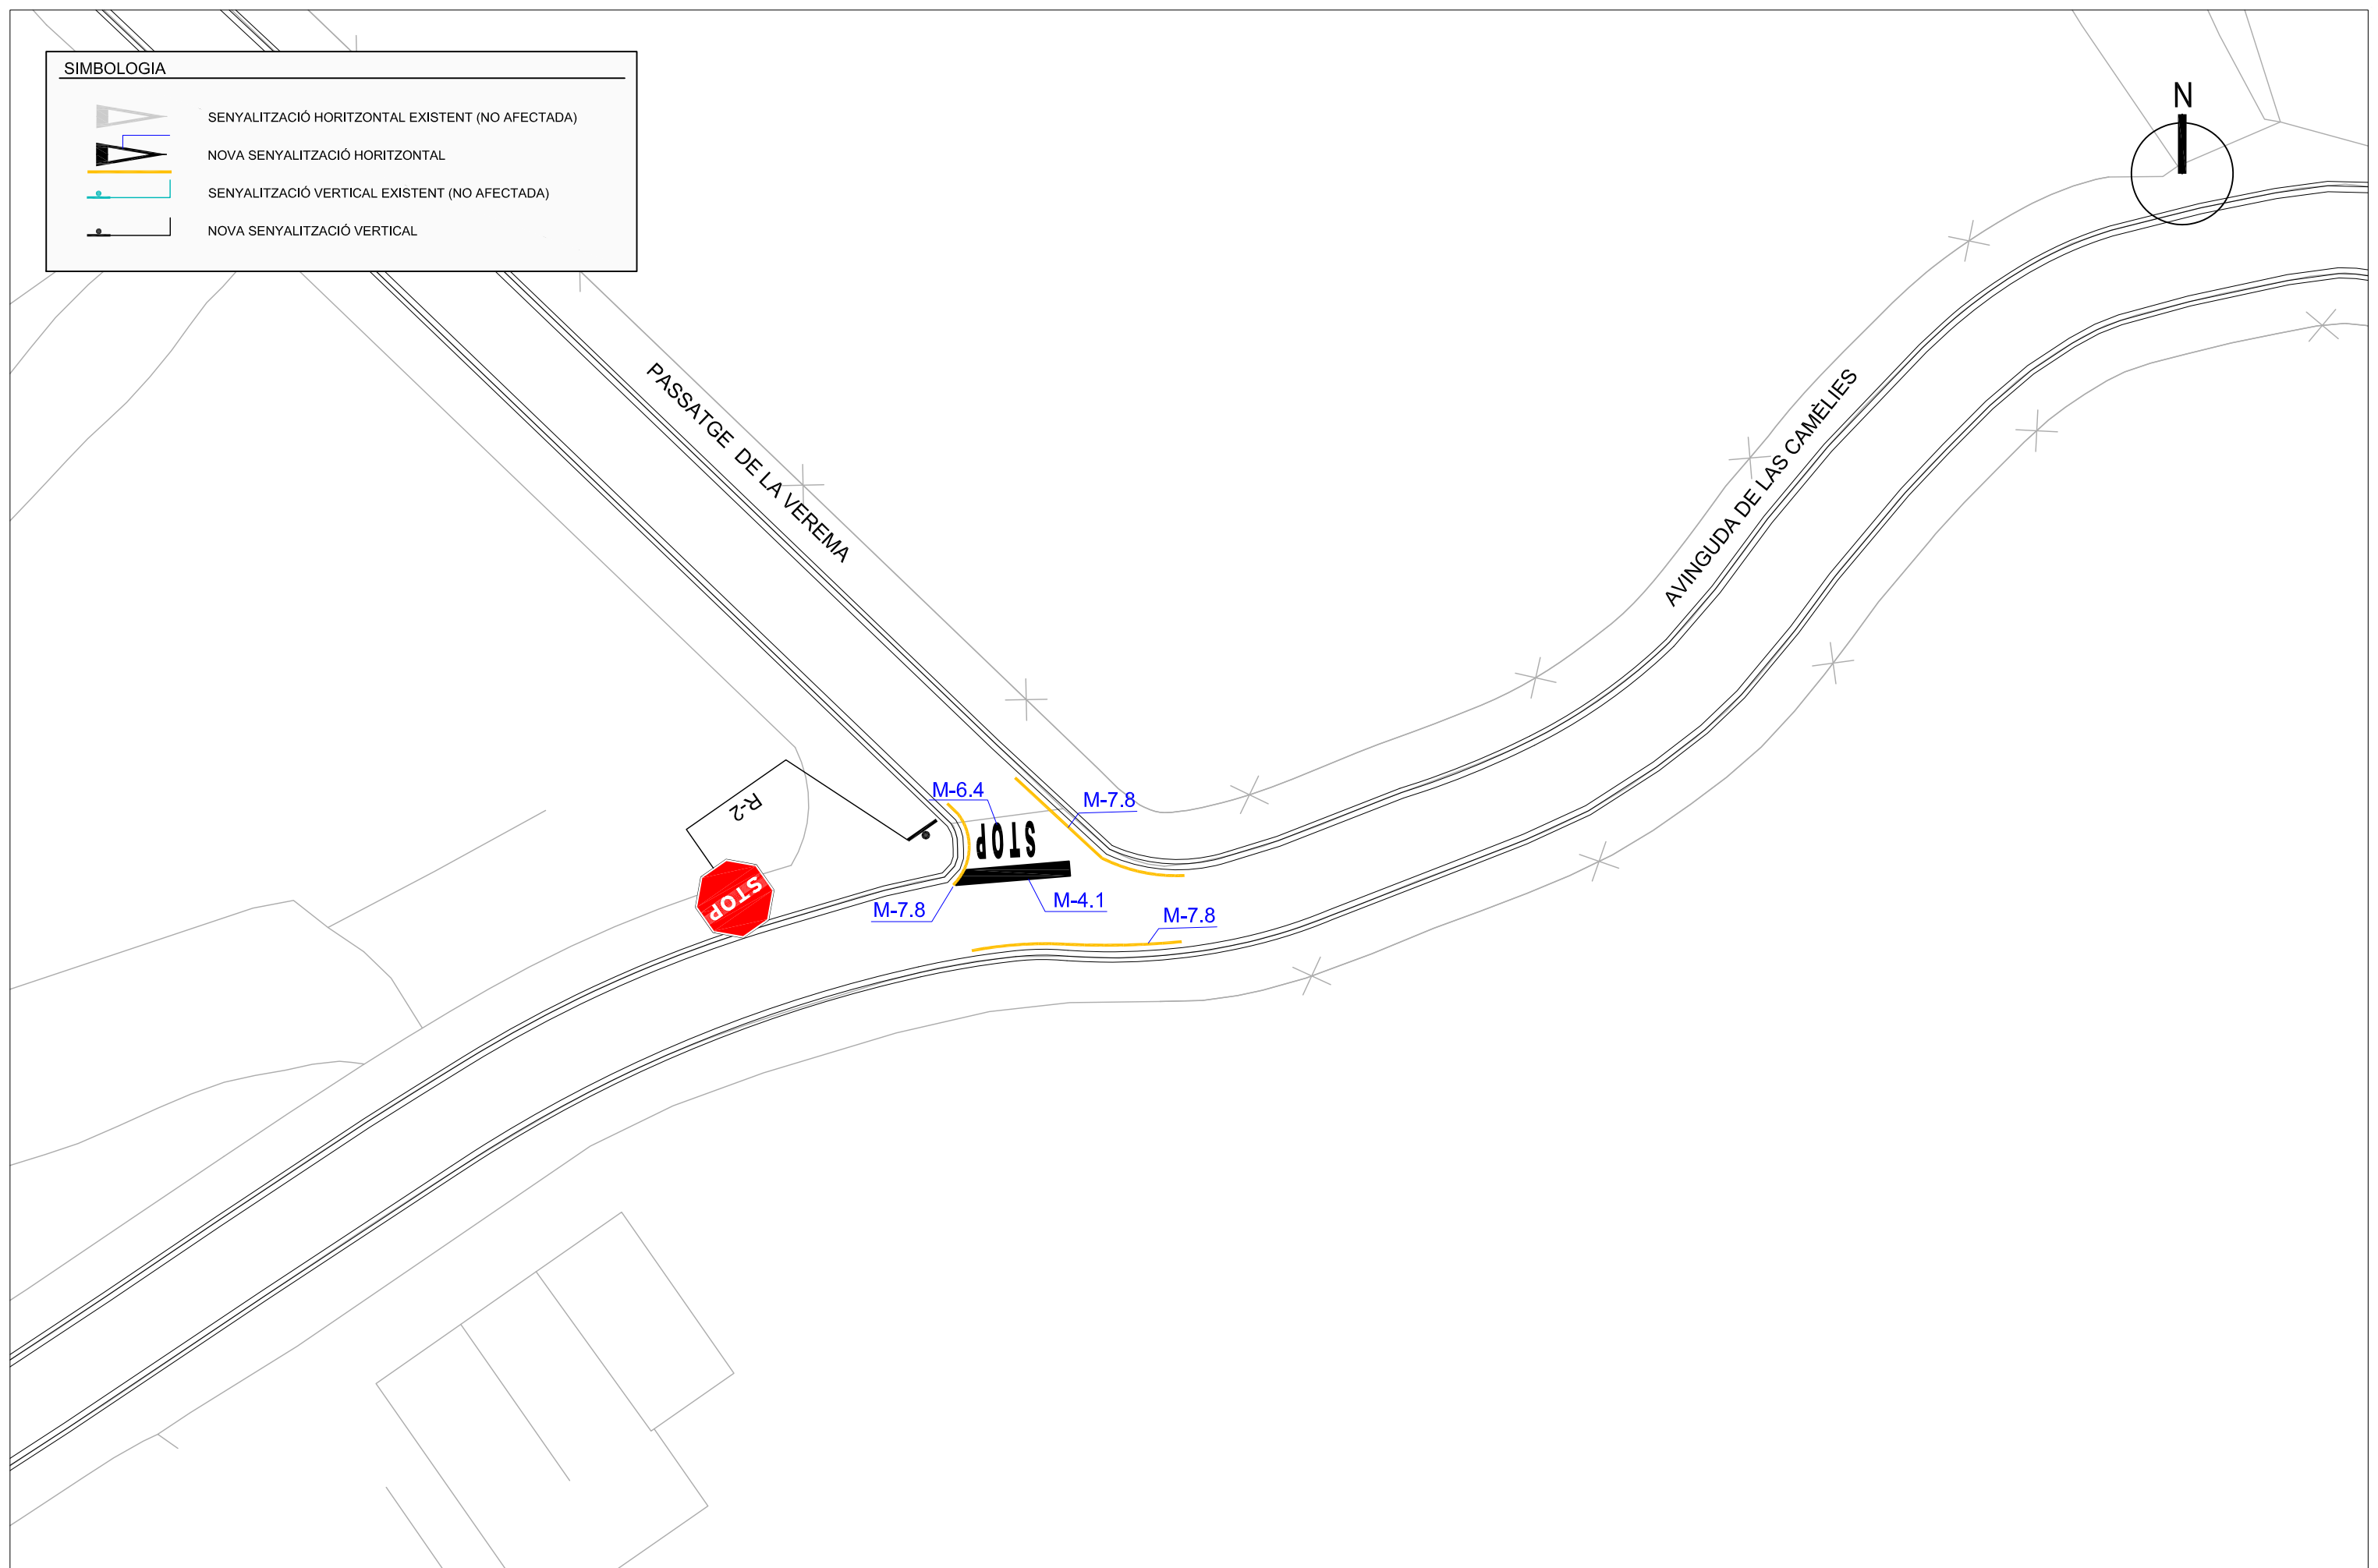 SIMBOLOGIA
SENYALITZACIÓ HORITZONTAL EXISTENT (NO AFECTADA)
NOVA SENYALITZACIÓ HORITZONTAL
SENYALITZACIÓ VERTICAL EXISTENT (NO AFECTADA)
NOVA SENYALITZACIÓ VERTICAL
N
PASSATGE DE LA VEREMA
AVINGUDA DE LAS CAMÈLIES
R-2
STOP
M-6.4
M-7.8
STOP
M-7.8
M-4.1
M-7.8